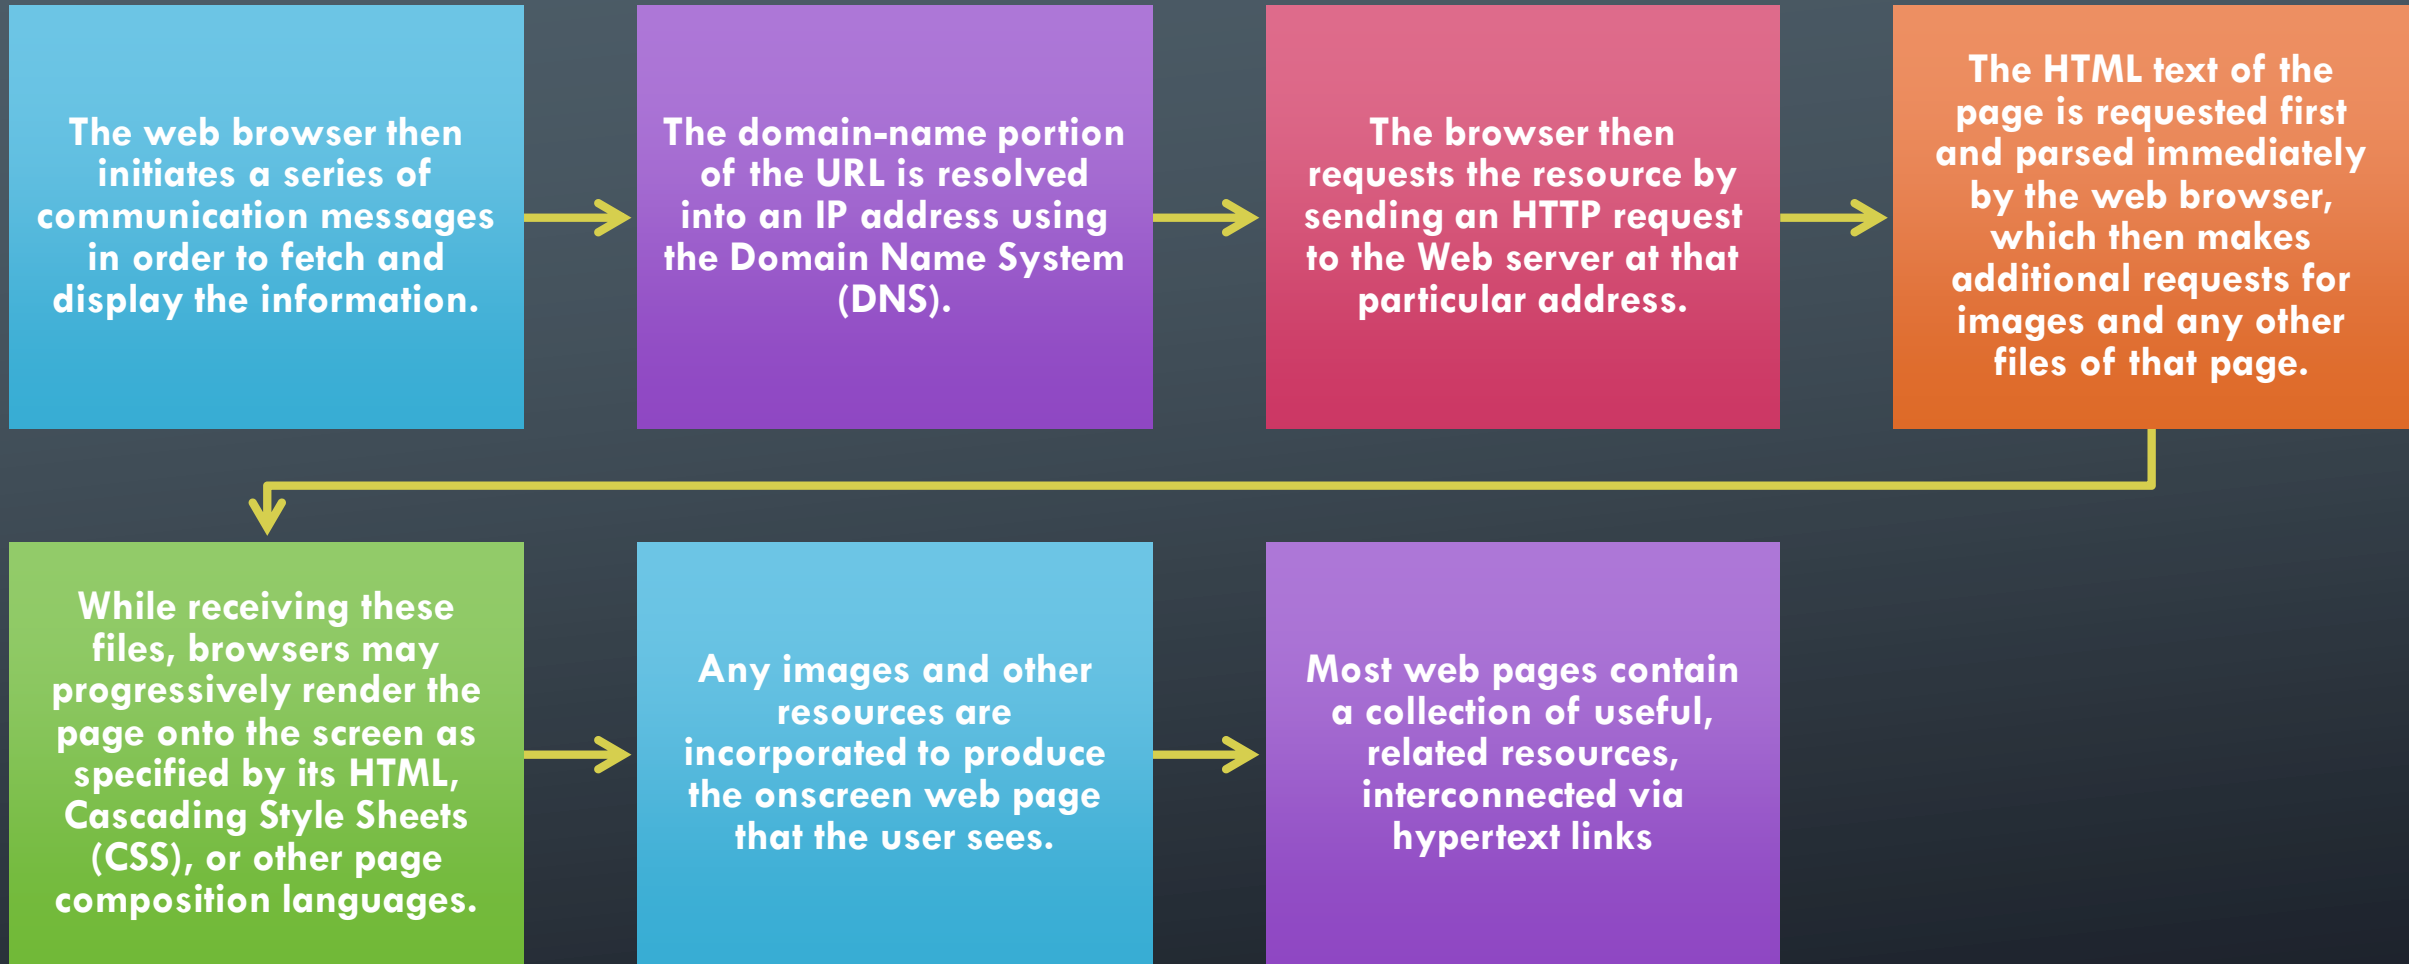 The web browser then
initiates a series of
communication messages
in order to fetch and
display the information.
The domain-name portion
of the URL is resolved
into an IP address using
the Domain Name System
(DNS).
The browser then
requests the resource by
sending an HTTP request
to the Web server at that
particular address.
The HTML text of the
page is requested first
and parsed immediately
by the web browser,
which then makes
additional requests for
images and any other
files of that page.
While receiving these
files, browsers may
progressively render the
page onto the screen as
specified by its HTML,
Cascading Style Sheets
(CSS), or other page
composition languages.
Any images and other
resources are
incorporated to produce
the onscreen web page
that the user sees.
Most web pages contain
a collection of useful,
related resources,
interconnected via
hypertext links